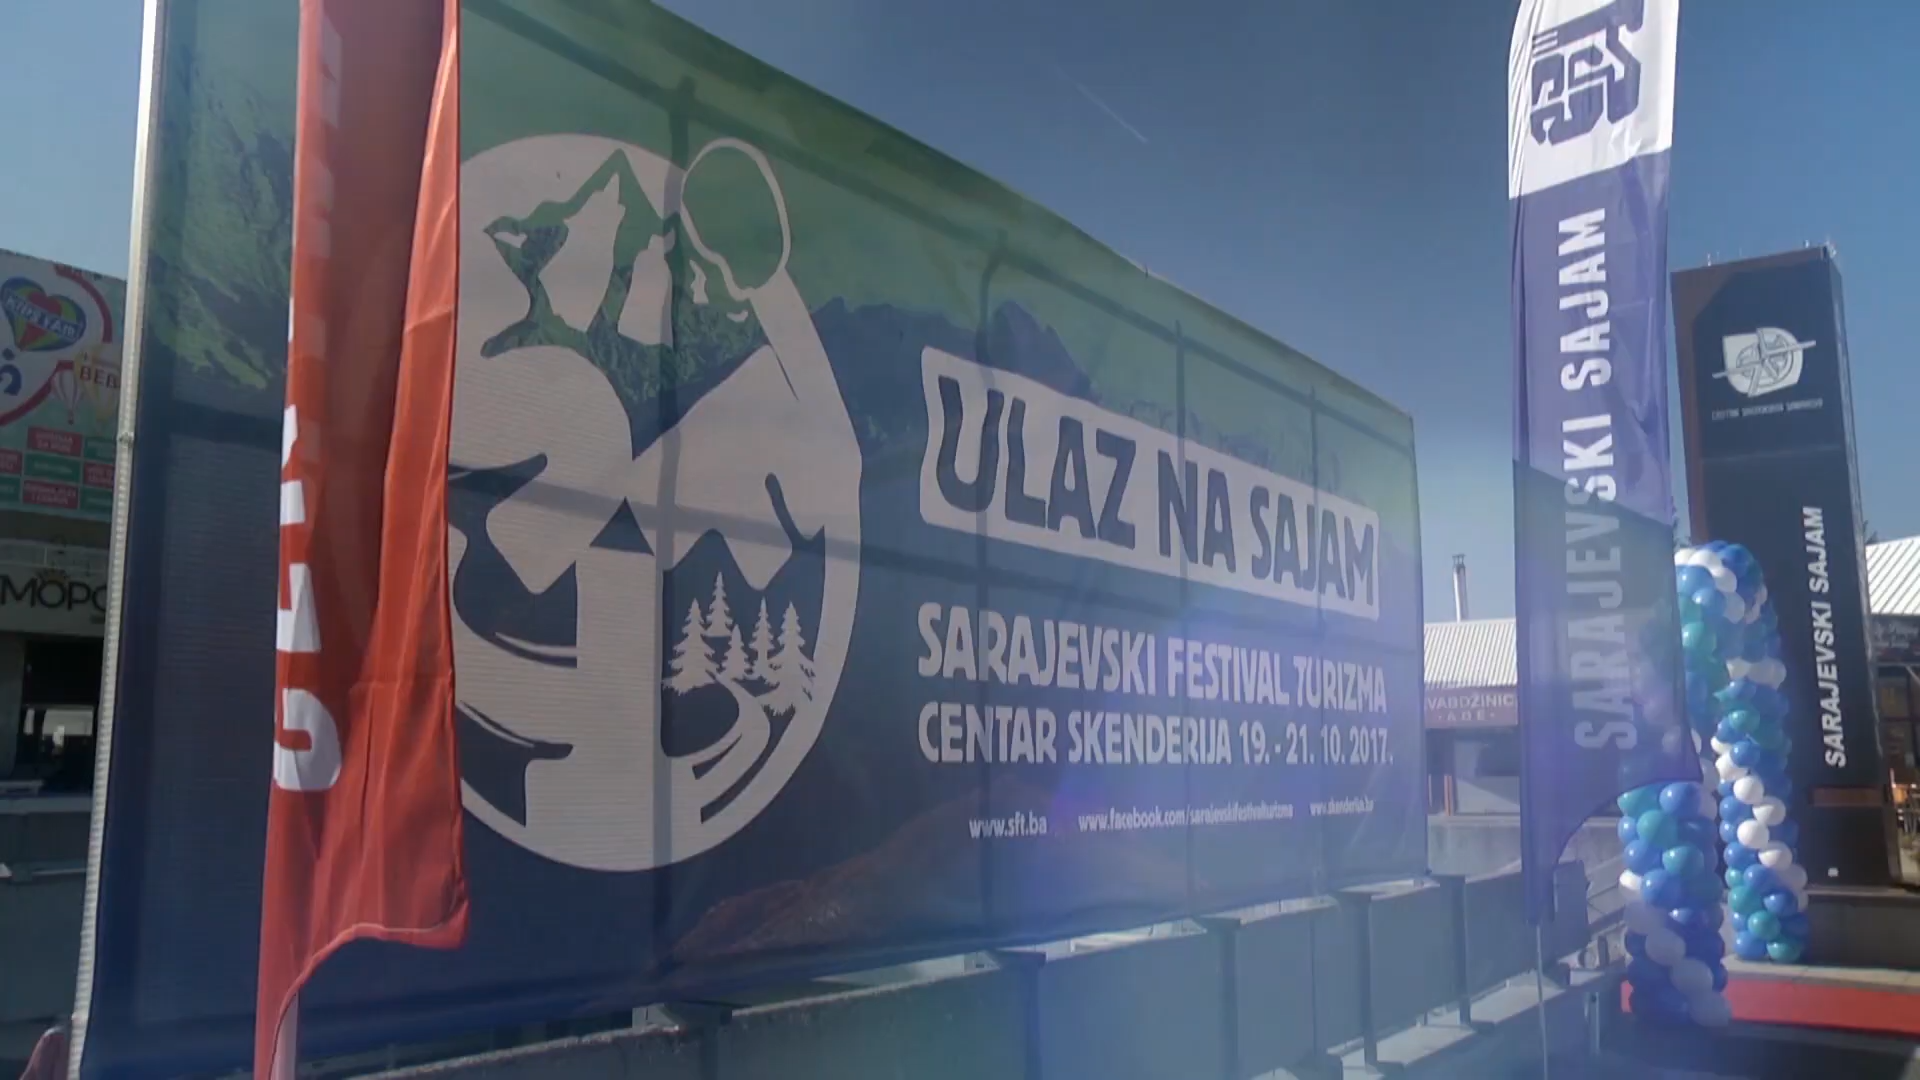 ULAZ NA SAJAM
SARAJEVSKI FESTIVAL TURIZMA
CENTAR SKENDERIJA 19. - 21. 10. 2017.
www.sft.ba www.facebook.com/sarajevskifestivalturizma www.skenderija.ba
SARAJEVSKI SAJAM
SARAJEVSKI SAJAM